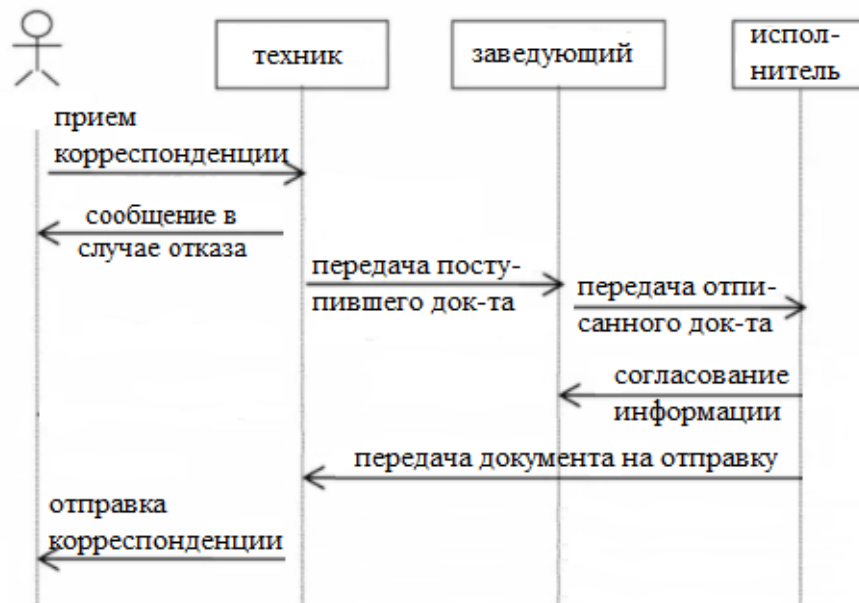 техник
заведующий
испол-
нитель
прием
корреспонденции
сообщение в
случае отказа
передача посту-
пившего док-та
передача отпи-
санного док-та
согласование
информации
передача документа на отправку
отправка
корреспонденции